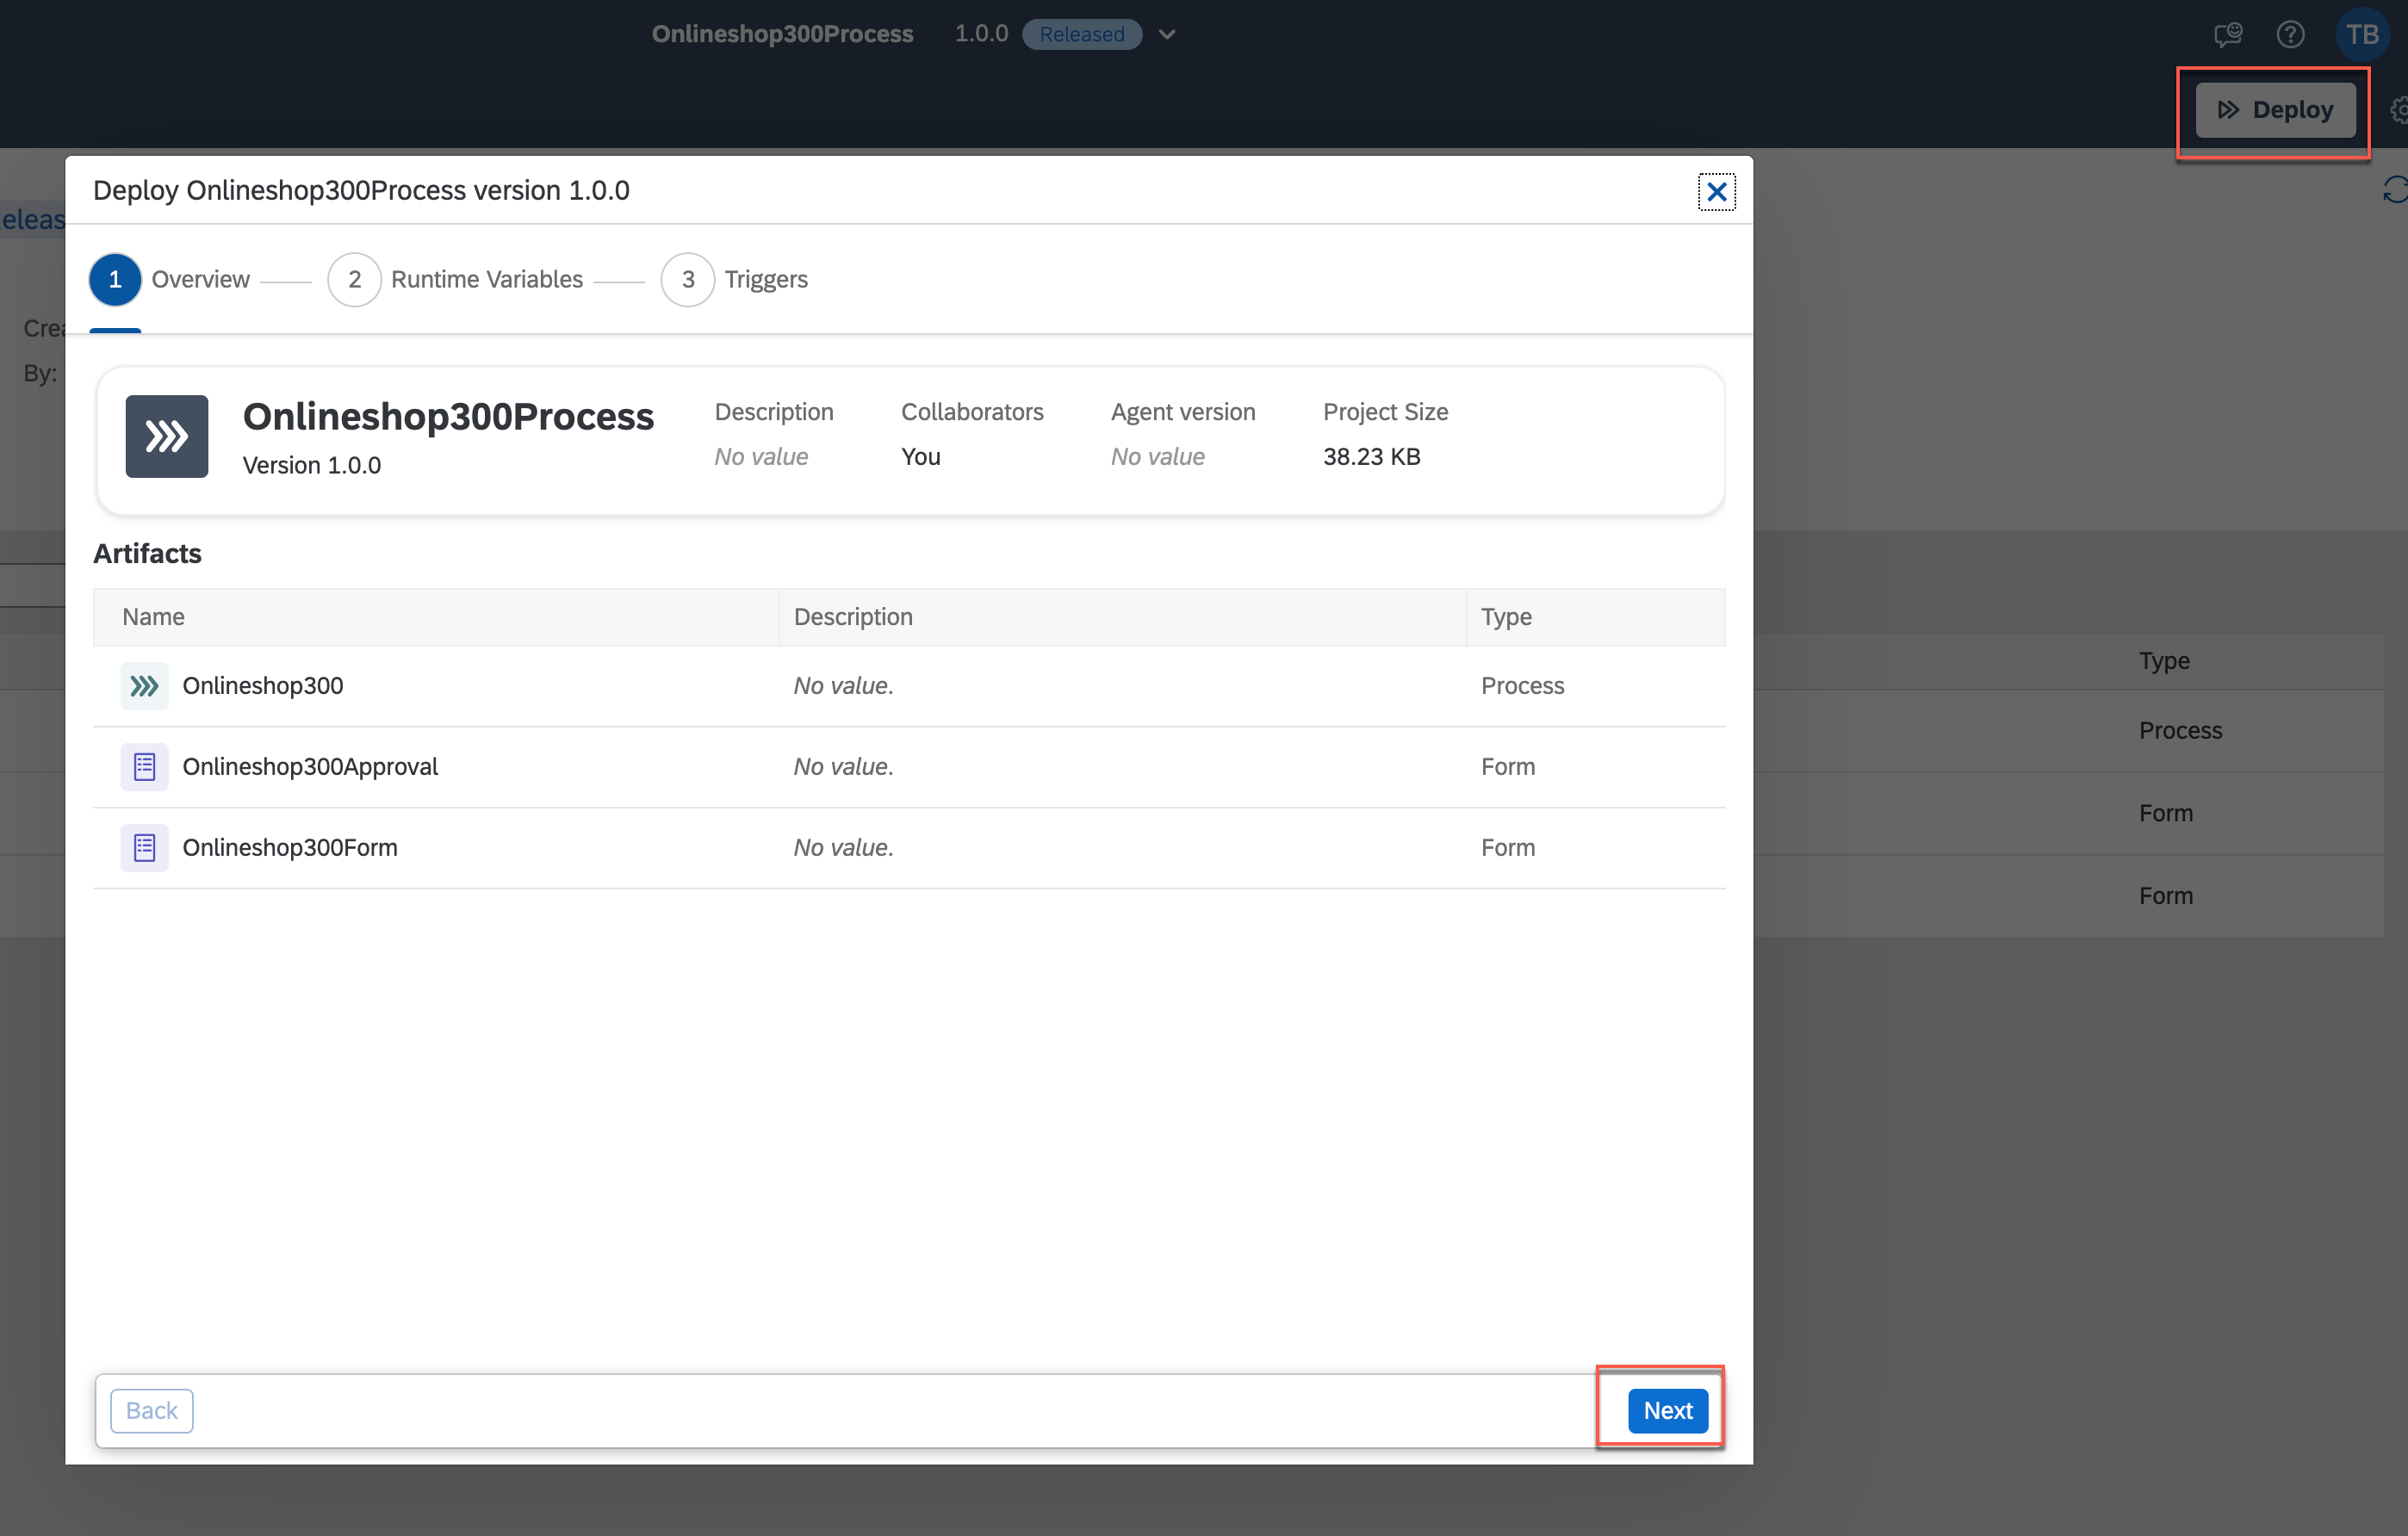 Onlineshop300Process 1.0.0 Released
TB
Deploy
Deploy Onlineshop300Process version 1.0.0
eleas
1 Overview 2 Runtime Variables 3 Triggers
Crea
By:
Onlineshop300Process
Version 1.0.0
Description Collaborators Agent version Project Size
No value You No value 38.23 KB
Artifacts
Name Description Type
Onlineshop300 No value. Process
Onlineshop300Approval No value. Form
Onlineshop300Form No value. Form
Type
Process
Form
Form
Back Next